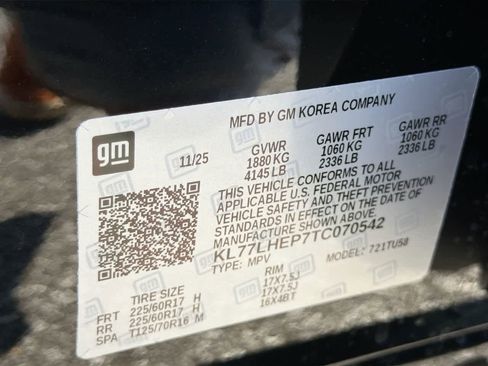 MFD BY GM KOREA COMPANY
gm
11/25 GVWR GAWR FRT GAWR RR
1880 KG 1060 KG 1060 KG
4145 LB 2336 LB 2336 LB
THIS VEHICLE CONFORMS TO ALL
APPLICABLE U.S. FEDERAL MOTOR
VEHICLE SAFETY AND THEFT PREVENTION
STANDARDS IN EFFECT ON THE DATE OF
MANUFACTURE SHOWN ABOVE.
KL77LHEP7TC070542
TYPE: MPV MODEL: 721TU58
TIRE SIZE RIM
FRT 225/60R17 H 17X7.5J
RR 225/60R17 H 17X7.5J
SPA T125/70R16 M 16X4BT